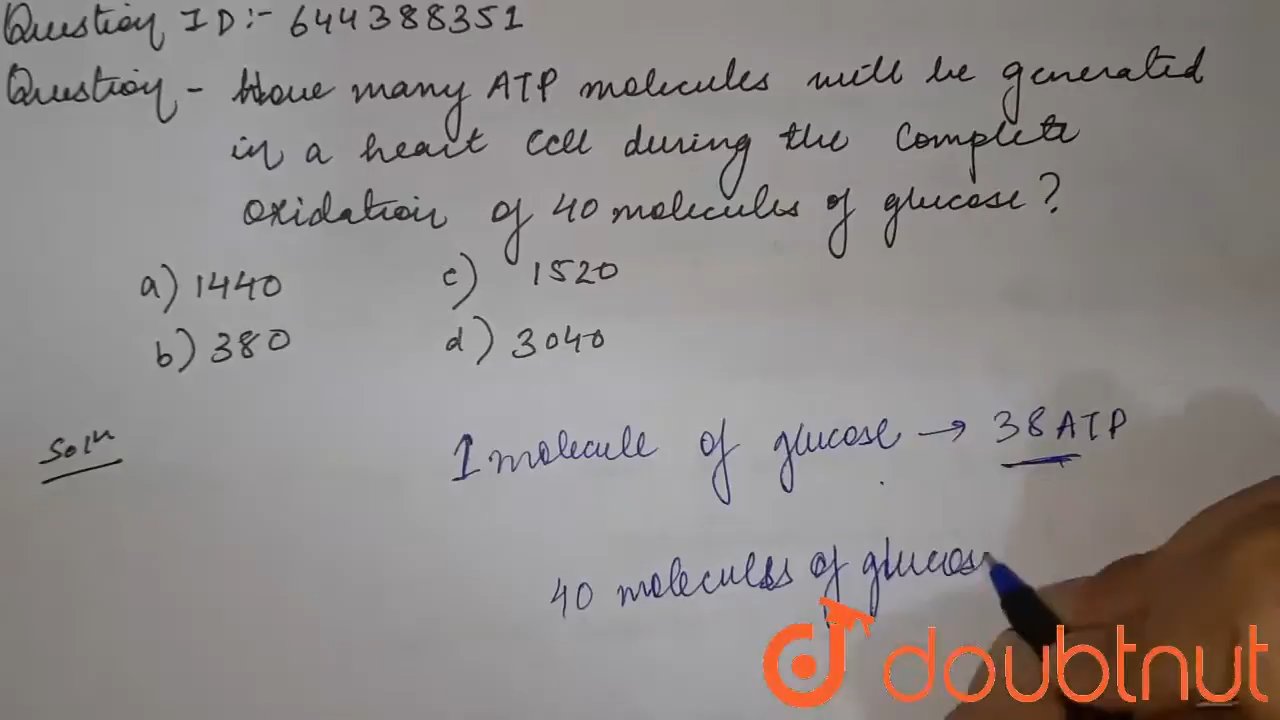 Question ID:- 644388351
Question - How many ATP molecules will be generated
in a heart cell during the complete
oxidation of 40 molecules of glucose?
a) 1440 c) 1520
b) 380 d) 3040
Soln
1 molecule of glucose → 38 ATP
40 molecules of glucos
doubtnut